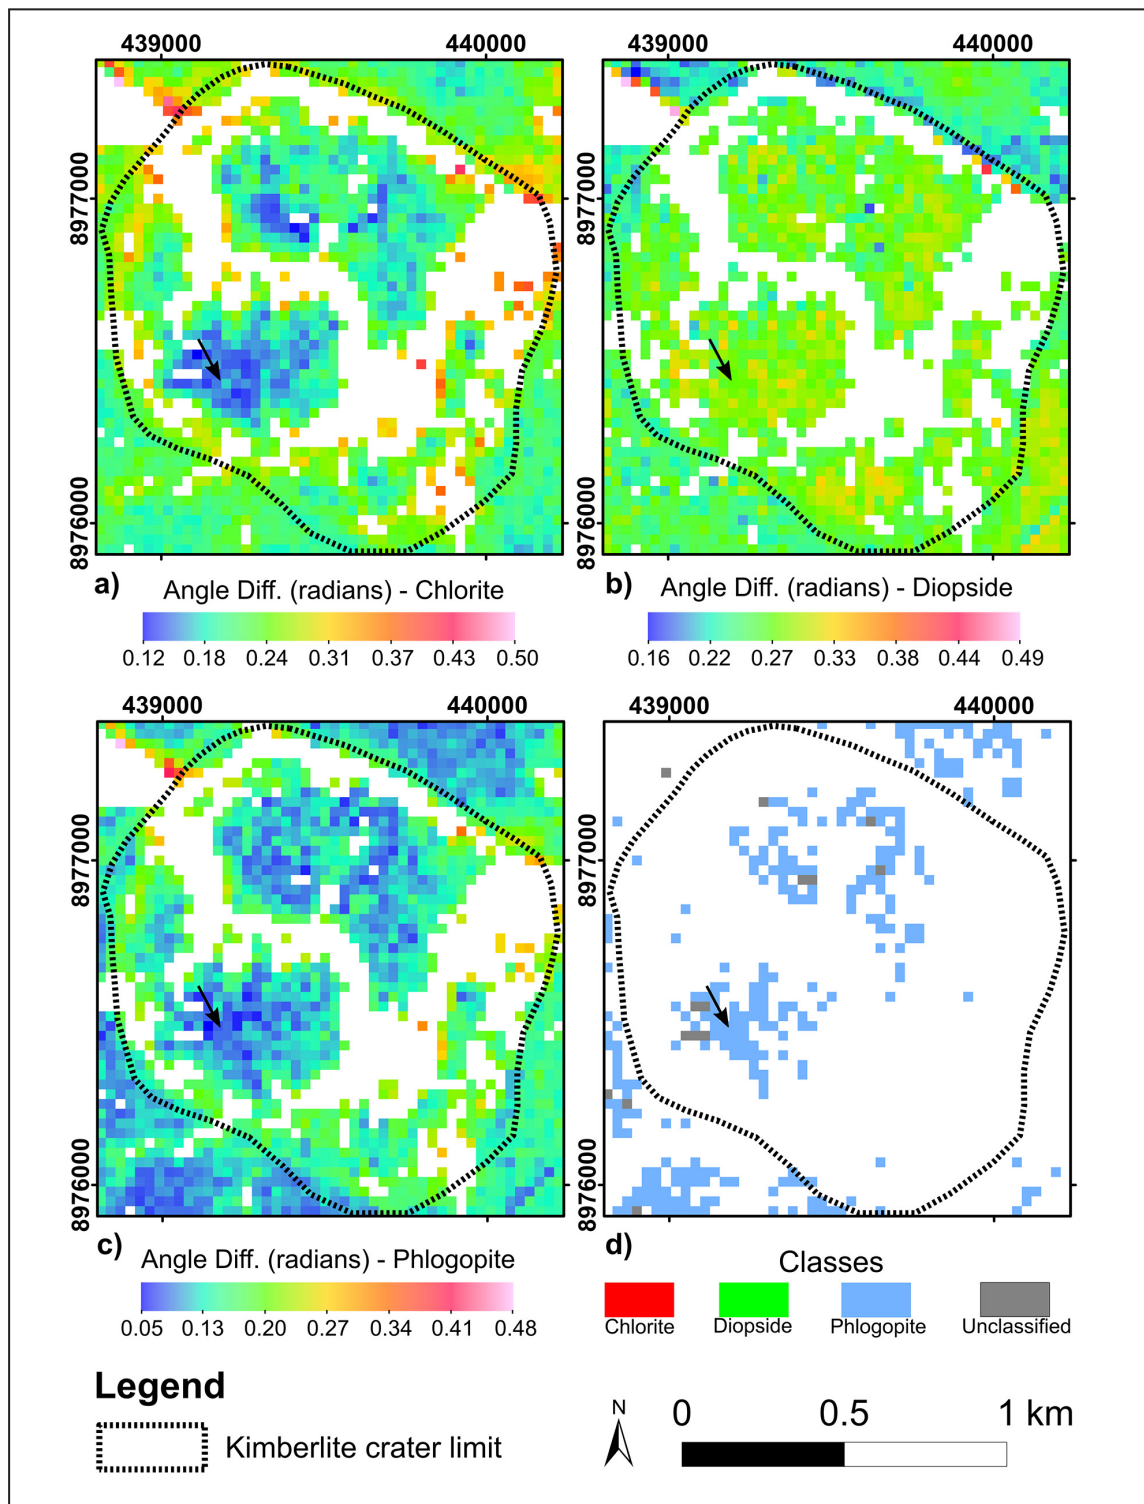 439000 440000 439000 440000
8977000 8977000
8976000 8976000
a) b)
Angle Diff. (radians) - Chlorite Angle Diff. (radians) - Diopside
0.12 0.18 0.24 0.31 0.37 0.43 0.50 0.16 0.22 0.27 0.33 0.38 0.44 0.49
439000 440000 439000 440000
8977000 8977000
8976000 8976000
c) d)
Angle Diff. (radians) - Phlogopite Classes
0.05 0.13 0.20 0.27 0.34 0.41 0.48 Chlorite Diopside Phlogopite Unclassified
Legend
Kimberlite crater limit
N
0 0.5 1 km